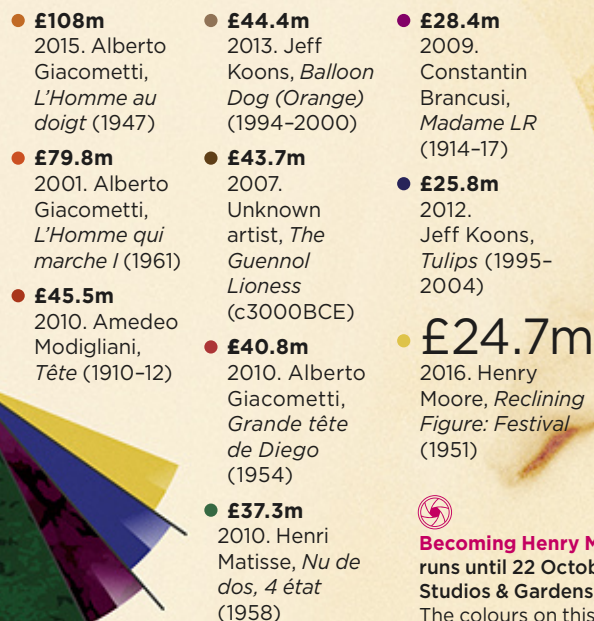 £108m
2015. Alberto
Giacometti,
L'Homme au
doigt (1947)
£79.8m
2001. Alberto
Giacometti,
L'Homme qui
marche I (1961)
£45.5m
2010. Amedeo
Modigliani,
Tête (1910–12)
£44.4m
2013. Jeff
Koons, Balloon
Dog (Orange)
(1994–2000)
£43.7m
2007.
Unknown
artist, The
Guennol
Lioness
(c3000BCE)
£40.8m
2010. Alberto
Giacometti,
Grande tête
de Diego
(1954)
£37.3m
2010. Henri
Matisse, Nu de
dos, 4 état
(1958)
£28.4m
2009.
Constantin
Brancusi,
Madame LR
(1914–17)
£25.8m
2012.
Jeff Koons,
Tulips (1995–
2004)
£24.7m
2016. Henry
Moore, Reclining
Figure: Festival
(1951)
Becoming Henry M
runs until 22 Octob
Studios & Gardens
The colours on this